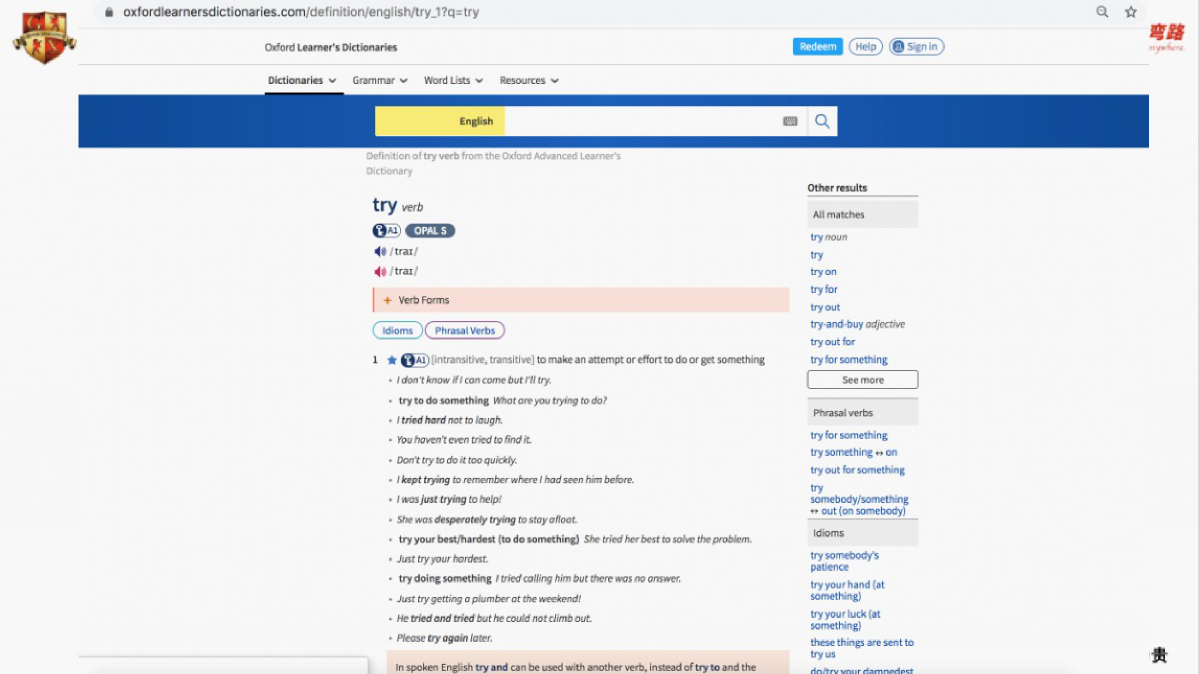 oxfordlearnersdictionaries.com/definition/english/try_1?q=try
弯路
Oxford Learner's Dictionaries
Redeem
Help
Sign in
Dictionaries
Grammar
Word Lists
Resources
English
Definition of try verb from the Oxford Advanced Learner's
Dictionary
try verb
A1 OPAL S
/traɪ/
/traɪ/
+ Verb Forms
Idioms
Phrasal Verbs
1 A1 [intransitive, transitive] to make an attempt or effort to do or get something
• I don't know if I can come but I'll try.
• try to do something What are you trying to do?
• I tried hard not to laugh.
• You haven't even tried to find it.
• Don't try to do it too quickly.
• I kept trying to remember where I had seen him before.
• I was just trying to help!
• She was desperately trying to stay afloat.
• try your best/hardest (to do something) She tried her best to solve the problem.
• Just try your hardest.
• try doing something I tried calling him but there was no answer.
• Just try getting a plumber at the weekend!
• He tried and tried but he could not climb out.
• Please try again later.
In spoken English try and can be used with another verb, instead of try to and the
Other results
All matches
try noun
try
try on
try for
try out
try-and-buy adjective
try out for
try for something
See more
Phrasal verbs
try for something
try something ↔ on
try out for something
try
somebody/something
↔ out (on somebody)
Idioms
try somebody's
patience
try your hand (at
something)
try your luck (at
something)
these things are sent to
try us
do/try your damnedest
贵